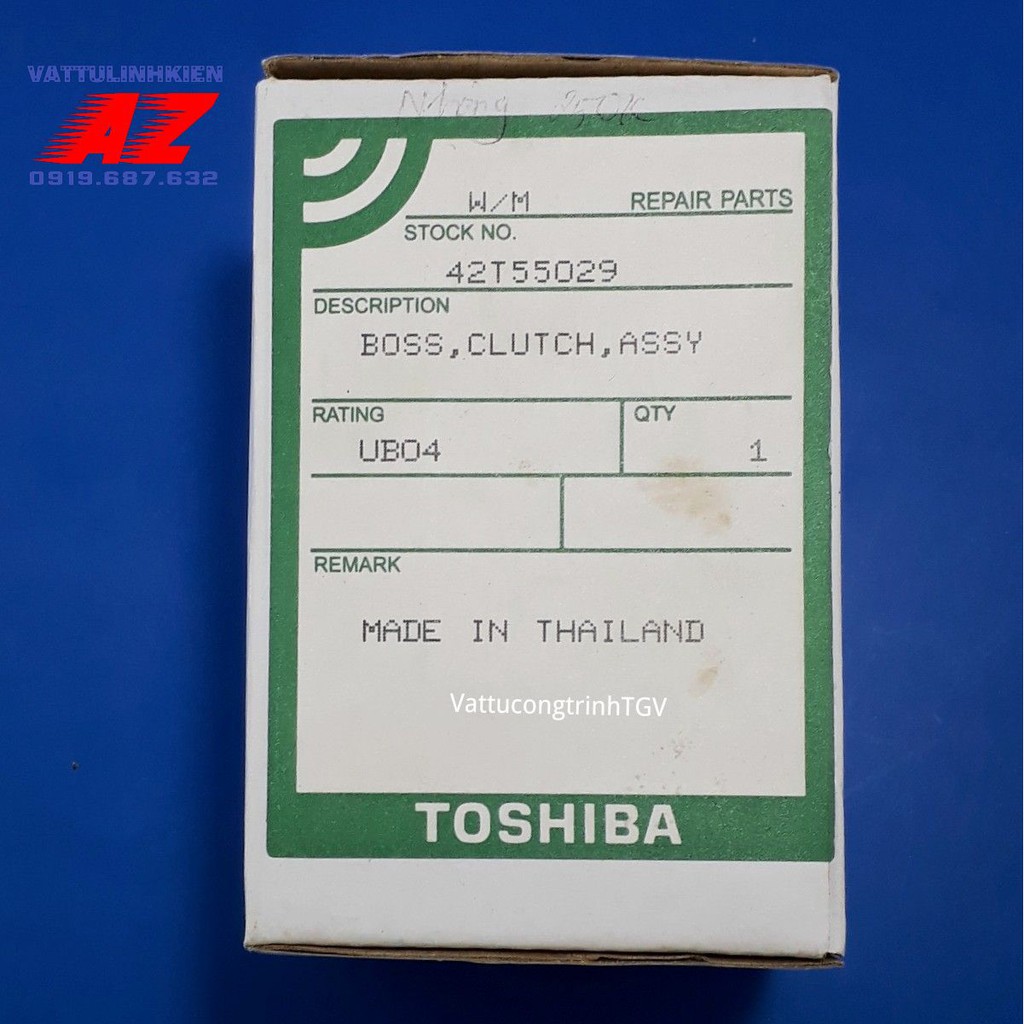 VATTULINHKIEN
AZ
0919.687.632
W/M REPAIR PARTS
STOCK NO.
42T55029
DESCRIPTION
BOSS,CLUTCH,ASSY
RATING QTY
UB04 1
REMARK
MADE IN THAILAND
VattucongtrinhTGV
TOSHIBA